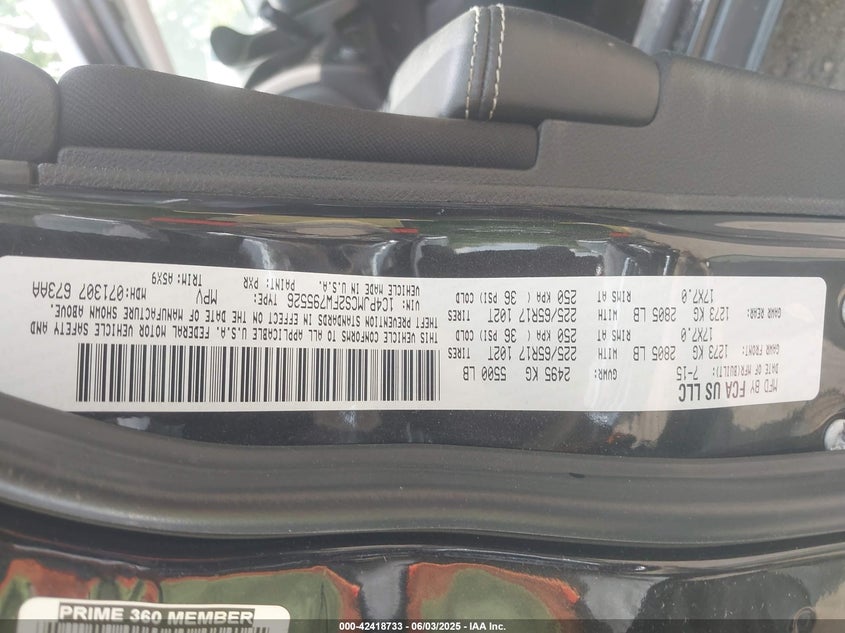 MFD BY FCA US LLC
DATE OF MFR(BUILT): 7-15 GWR: 2495 KG 5500 LB
GAWR FRONT: 1273 KG 2805 LB WITH 225/65R17 102T TIRES
17X7.0 RIMS AT 250 KPA ( 36 PSI) COLD
GAWR REAR: 1273 KG 2805 LB WITH 225/65R17 102T TIRES
17X7.0 RIMS AT 250 KPA ( 36 PSI) COLD
THIS VEHICLE CONFORMS TO ALL APPLICABLE U.S.A. FEDERAL MOTOR VEHICLE SAFETY AND
THEFT PREVENTION STANDARDS IN EFFECT ON THE DATE OF MANUFACTURE SHOWN ABOVE.
VIN: 1C4PJMCS2FW795526 TYPE: MPV MDH:071307 673AA
VEHICLE MADE IN U.S.A. PAINT: PXR TRIM: A5X9
PRIME 360 MEMBER
000-42418733 - 06/03/2025 - IAA Inc.